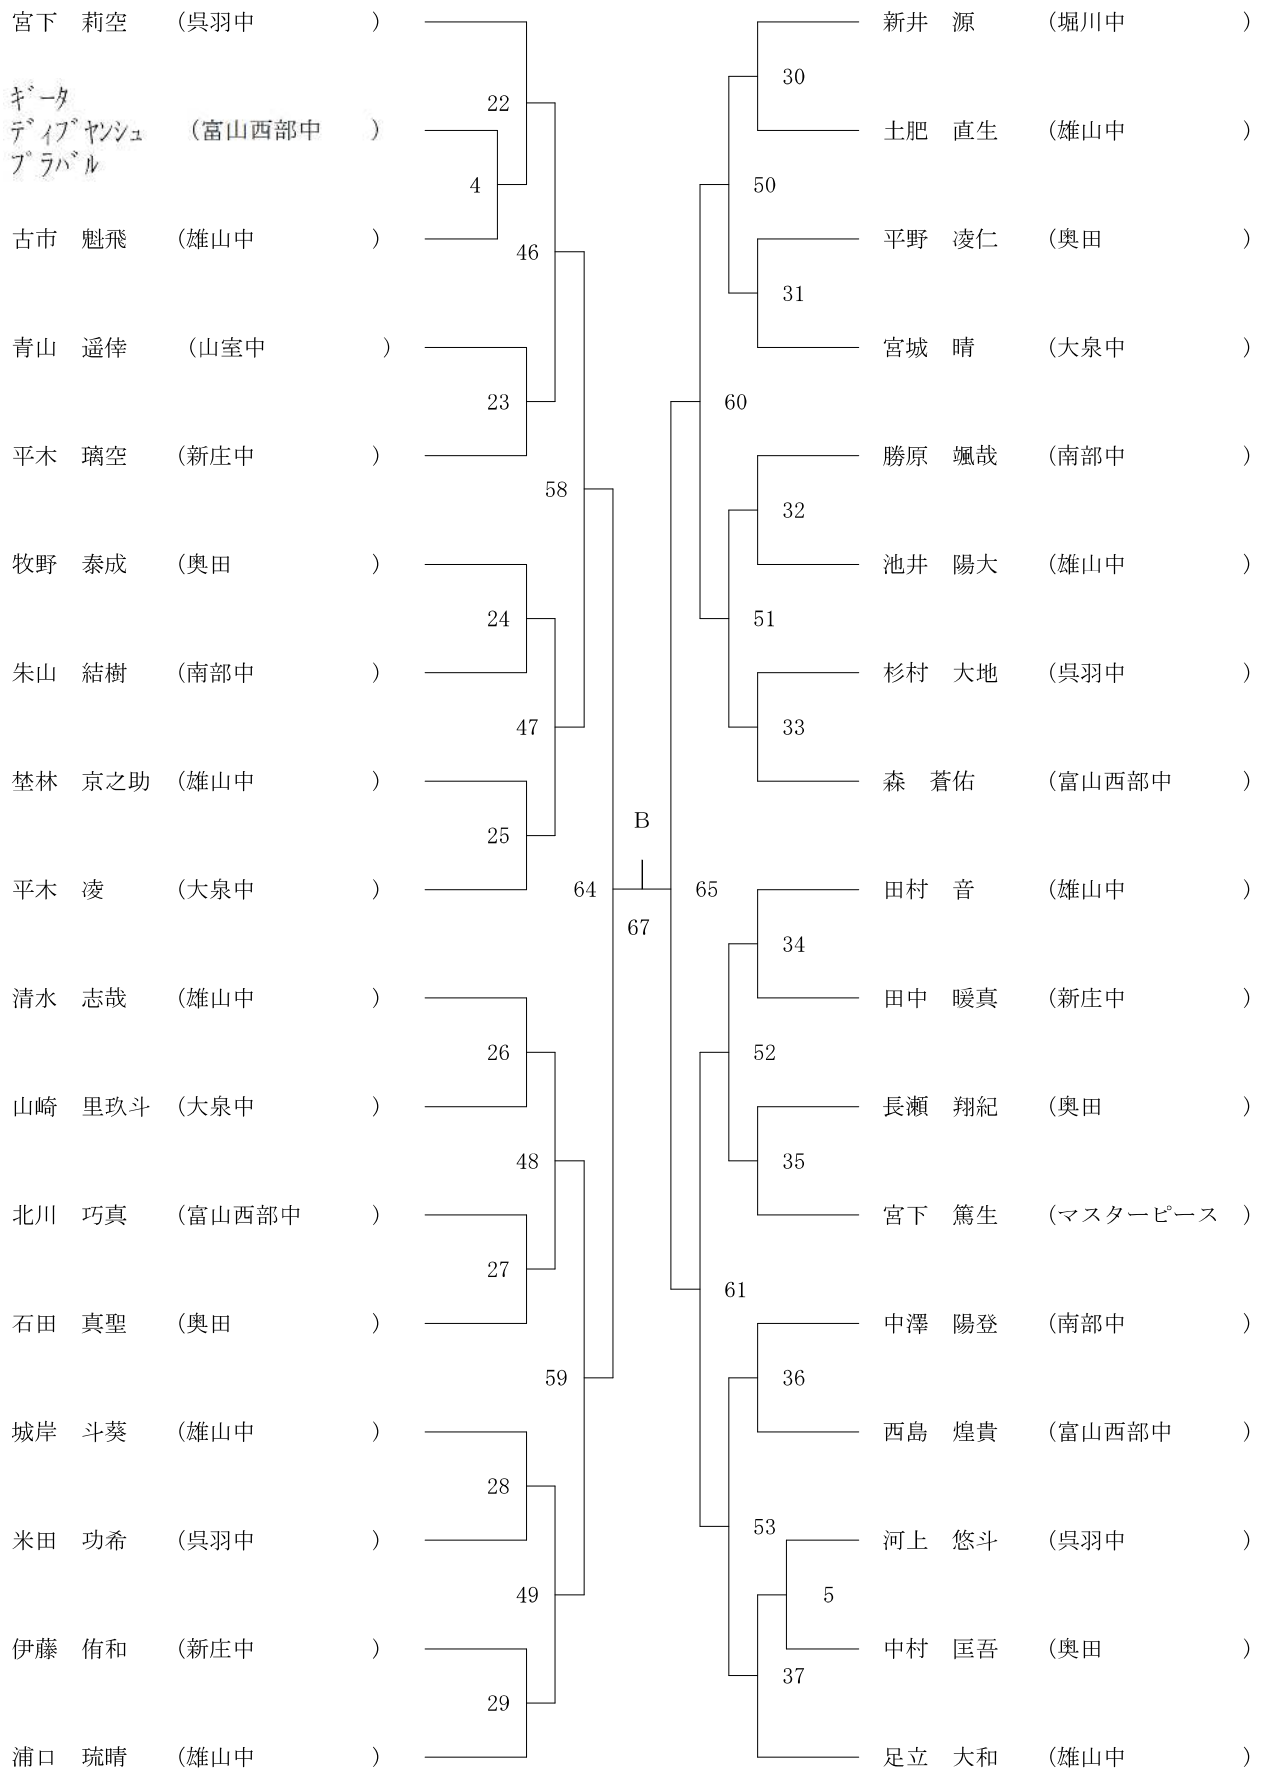 宮下　莉空　（呉羽中　）
22
ギータ
ディブヤンシュ　（富山西部中　）
プラバル
4
古市　魁飛　（雄山中　）
46
青山　遥倖　（山室中　）
23
平木　璃空　（新庄中　）
58
牧野　泰成　（奥田　）
24
朱山　結樹　（南部中　）
47
埜林　京之助　（雄山中　）
25
平木　凌　（大泉中　）
64
清水　志哉　（雄山中　）
26
山崎　里玖斗　（大泉中　）
48
北川　巧真　（富山西部中　）
27
石田　真聖　（奥田　）
59
城岸　斗葵　（雄山中　）
28
米田　功希　（呉羽中　）
49
伊藤　侑和　（新庄中　）
29
浦口　琉晴　（雄山中　）
B
67
新井　源　（堀川中　）
30
土肥　直生　（雄山中　）
50
平野　凌仁　（奥田　）
31
宮城　晴　（大泉中　）
60
勝原　颯哉　（南部中　）
32
池井　陽大　（雄山中　）
51
杉村　大地　（呉羽中　）
33
森　蒼佑　（富山西部中　）
65
田村　音　（雄山中　）
34
田中　暖真　（新庄中　）
52
長瀬　翔紀　（奥田　）
35
宮下　篤生　（マスターピース　）
61
中澤　陽登　（南部中　）
36
西島　煌貴　（富山西部中　）
53
河上　悠斗　（呉羽中　）
5
中村　匡吾　（奥田　）
37
足立　大和　（雄山中　）